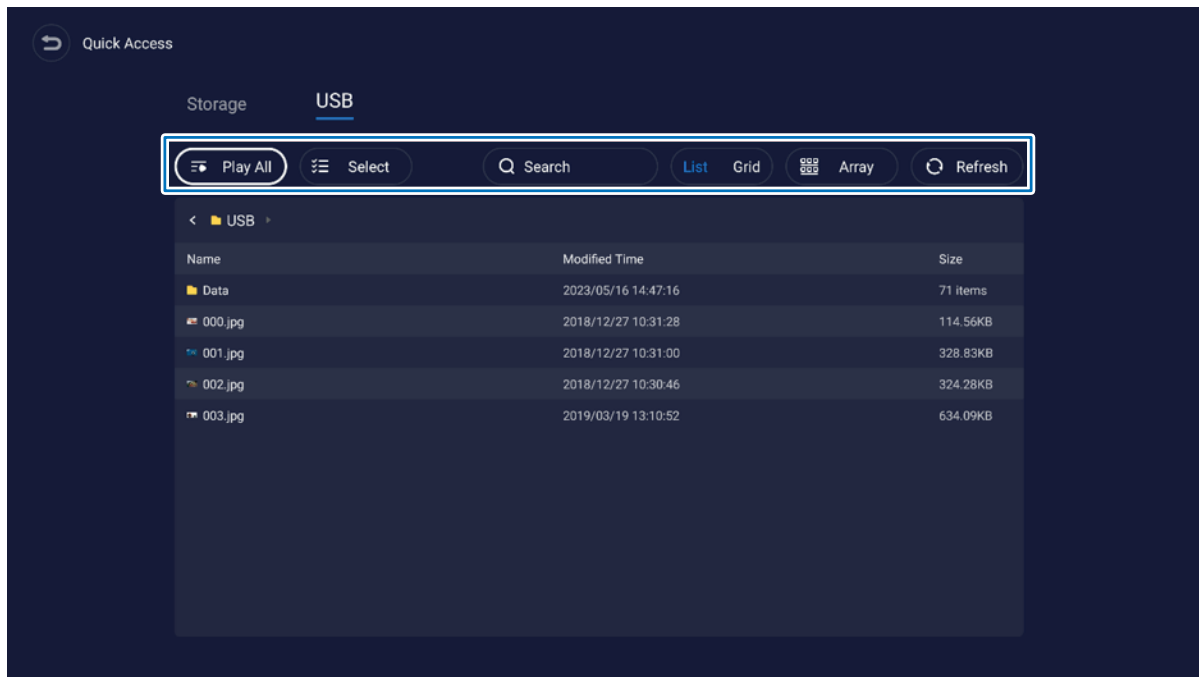 Quick Access
Storage USB
Play All Select Search List Grid Array Refresh
< USB
Name Modified Time Size
Data 2023/05/16 14:47:16 71 items
000.jpg 2018/12/27 10:31:28 114.56KB
001.jpg 2018/12/27 10:31:00 328.83KB
002.jpg 2018/12/27 10:30:46 324.28KB
003.jpg 2019/03/19 13:10:52 634.09KB